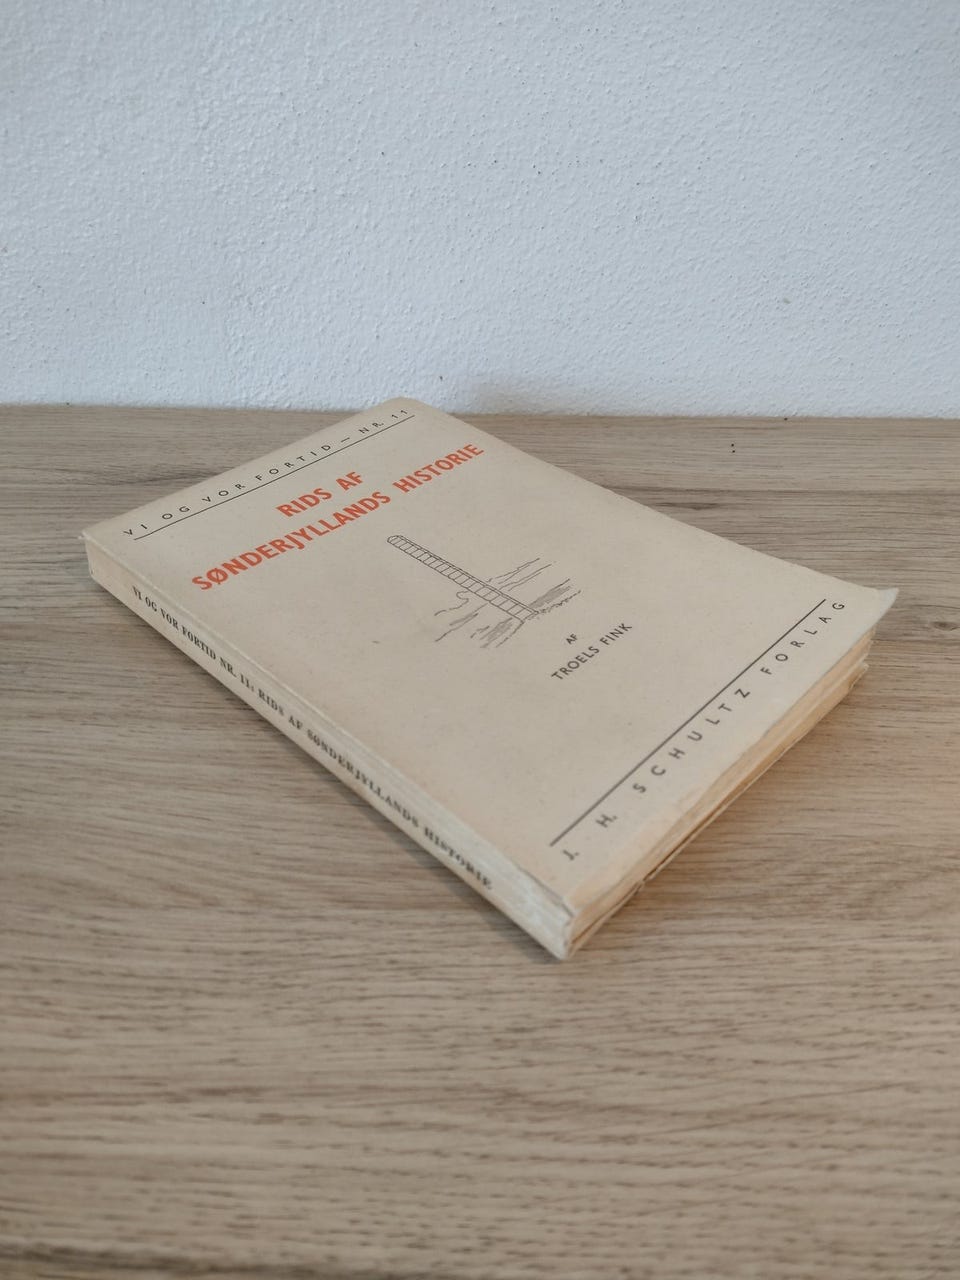 VI OG VOR FORTID — NR. 11
RIDS AF
SØNDERJYLLANDS HISTORIE
AF
TROELS FINK
J. H. SCHULTZ FORLAG
VI OG VOR FORTID NR. 11: RIDS AF SØNDERJYLLANDS HISTORIE